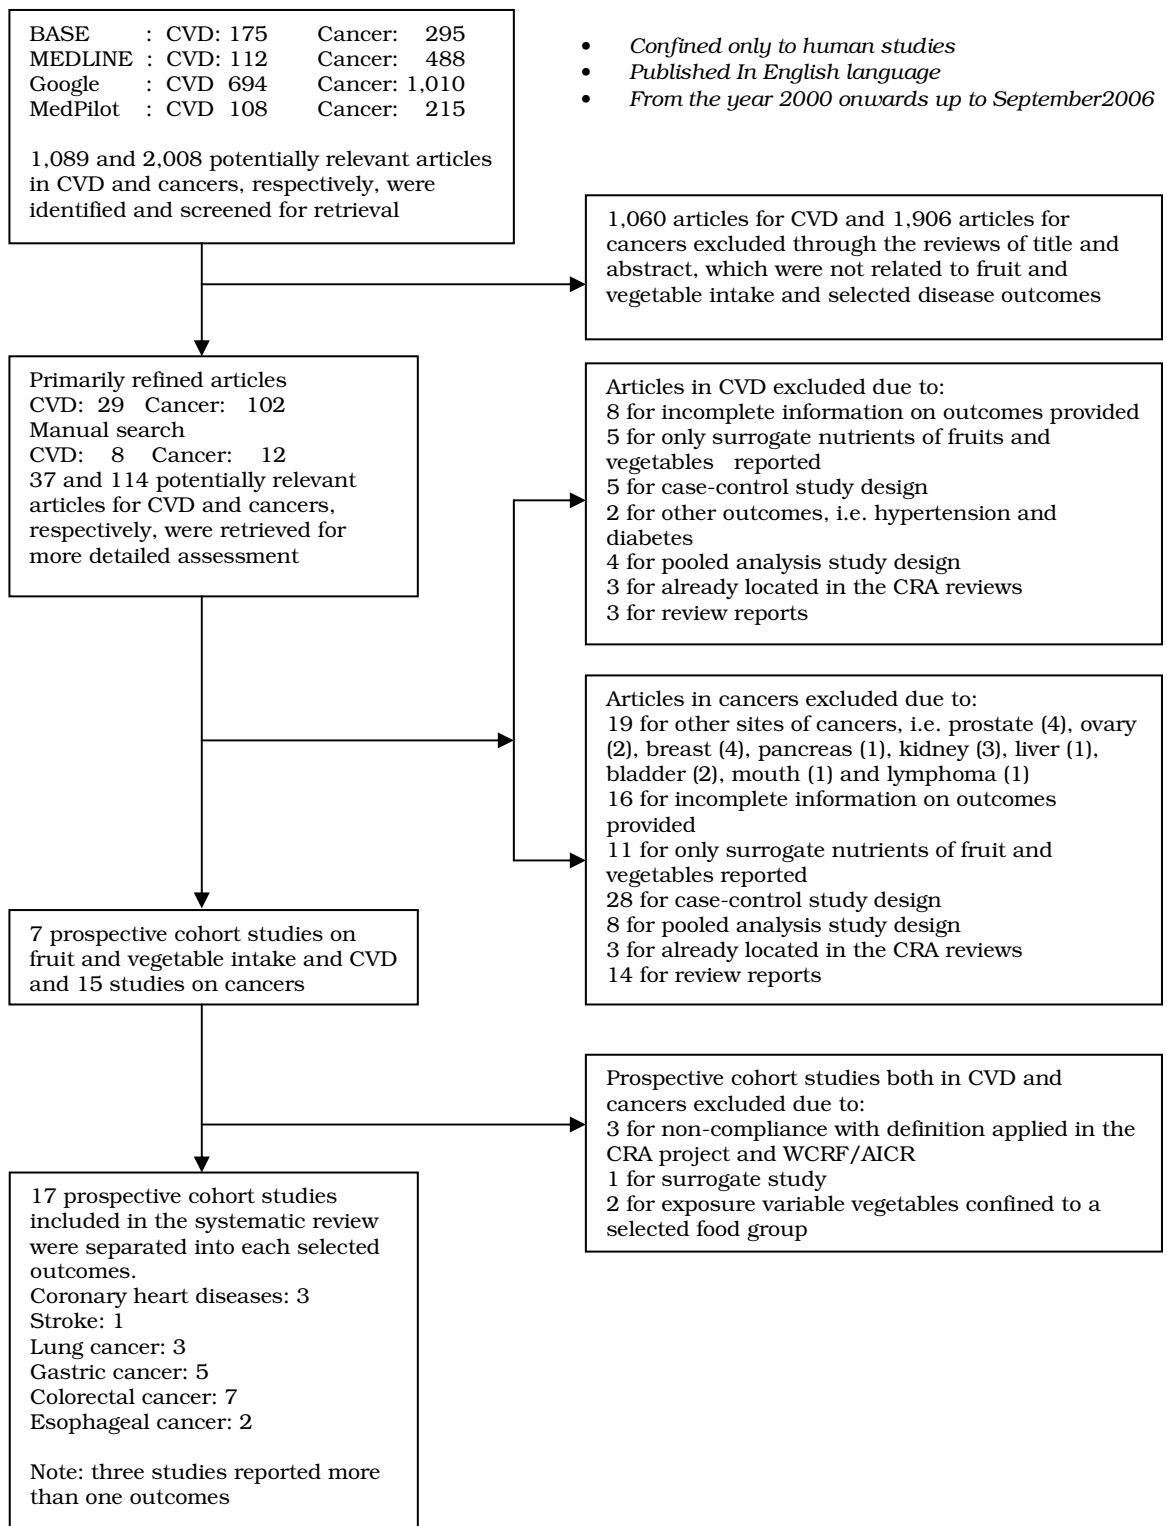 BASE : CVD: 175 Cancer: 295
MEDLINE : CVD: 112 Cancer: 488
Google : CVD 694 Cancer: 1,010
MedPilot : CVD 108 Cancer: 215
1,089 and 2,008 potentially relevant articles
in CVD and cancers, respectively, were
identified and screened for retrieval
• Confined only to human studies
• Published In English language
• From the year 2000 onwards up to September2006
1,060 articles for CVD and 1,906 articles for
cancers excluded through the reviews of title and
abstract, which were not related to fruit and
vegetable intake and selected disease outcomes
Primarily refined articles
CVD: 29 Cancer: 102
Manual search
CVD: 8 Cancer: 12
37 and 114 potentially relevant
articles for CVD and cancers,
respectively, were retrieved for
more detailed assessment
Articles in CVD excluded due to:
8 for incomplete information on outcomes provided
5 for only surrogate nutrients of fruits and
vegetables reported
5 for case-control study design
2 for other outcomes, i.e. hypertension and
diabetes
4 for pooled analysis study design
3 for already located in the CRA reviews
3 for review reports
Articles in cancers excluded due to:
19 for other sites of cancers, i.e. prostate (4), ovary
(2), breast (4), pancreas (1), kidney (3), liver (1),
bladder (2), mouth (1) and lymphoma (1)
16 for incomplete information on outcomes
provided
11 for only surrogate nutrients of fruit and
vegetables reported
28 for case-control study design
8 for pooled analysis study design
3 for already located in the CRA reviews
14 for review reports
7 prospective cohort studies on
fruit and vegetable intake and CVD
and 15 studies on cancers
Prospective cohort studies both in CVD and
cancers excluded due to:
3 for non-compliance with definition applied in the
CRA project and WCRF/AICR
1 for surrogate study
2 for exposure variable vegetables confined to a
selected food group
17 prospective cohort studies
included in the systematic review
were separated into each selected
outcomes.
Coronary heart diseases: 3
Stroke: 1
Lung cancer: 3
Gastric cancer: 5
Colorectal cancer: 7
Esophageal cancer: 2
Note: three studies reported more
than one outcomes